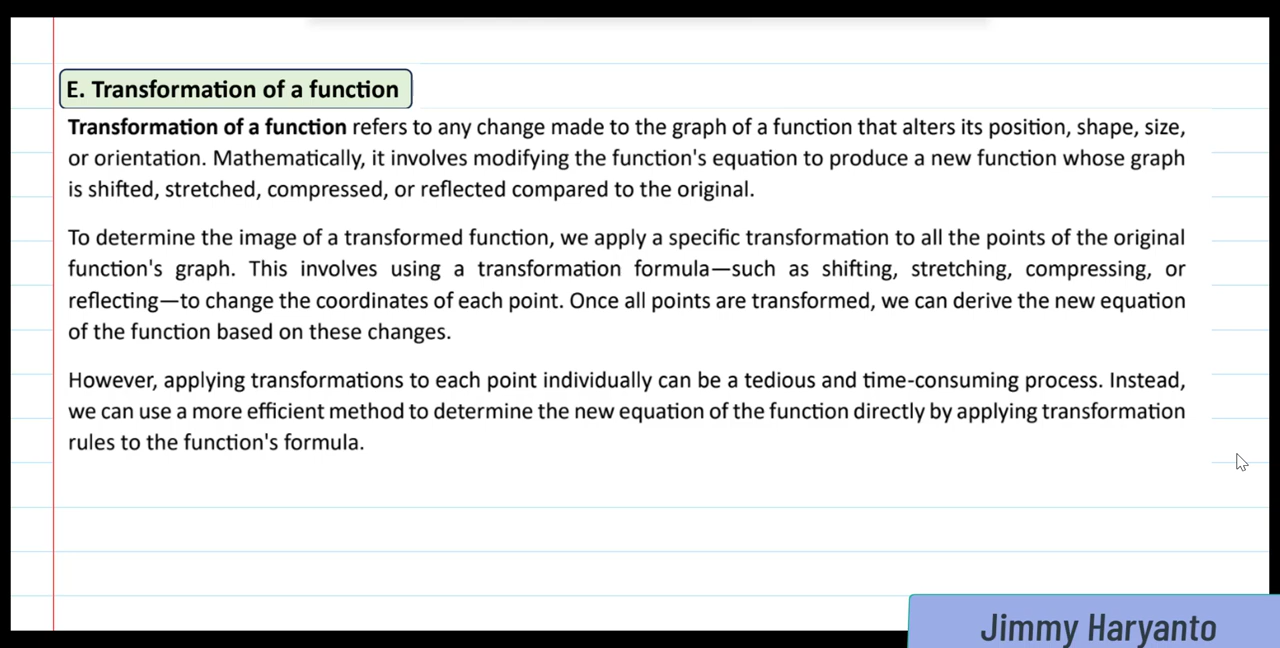 E. Transformation of a function
Transformation of a function refers to any change made to the graph of a function that alters its position, shape, size,
or orientation. Mathematically, it involves modifying the function's equation to produce a new function whose graph
is shifted, stretched, compressed, or reflected compared to the original.
To determine the image of a transformed function, we apply a specific transformation to all the points of the original
function's graph. This involves using a transformation formula—such as shifting, stretching, compressing, or
reflecting—to change the coordinates of each point. Once all points are transformed, we can derive the new equation
of the function based on these changes.
However, applying transformations to each point individually can be a tedious and time-consuming process. Instead,
we can use a more efficient method to determine the new equation of the function directly by applying transformation
rules to the function's formula.
Jimmy Haryanto